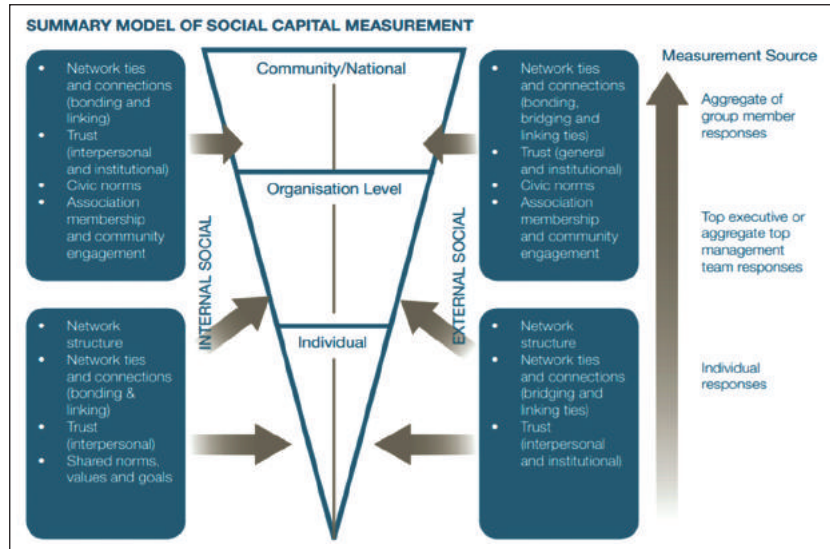 SUMMARY MODEL OF SOCIAL CAPITAL MEASUREMENT
• Network ties
and connections
(bonding and
linking)
• Trust
(interpersonal
and institutional)
• Civic norms
• Association
membership
and community
engagement
• Network
structure
• Network ties
and connections
(bonding &
linking)
• Trust
(interpersonal)
• Shared norms,
values and goals
INTERNAL SOCIAL
Community/National
Organisation Level
Individual
EXTERNAL SOCIAL
• Network ties
and connections
(bonding,
bridging and
linking ties)
• Trust (general
and institutional)
• Civic norms
• Association
membership
and community
engagement
• Network
structure
• Network ties
and connections
(bridging and
linking ties)
• Trust
(interpersonal
and institutional)
Measurement Source
Aggregate of
group member
responses
Top executive or
aggregate top
management
team responses
Individual
responses